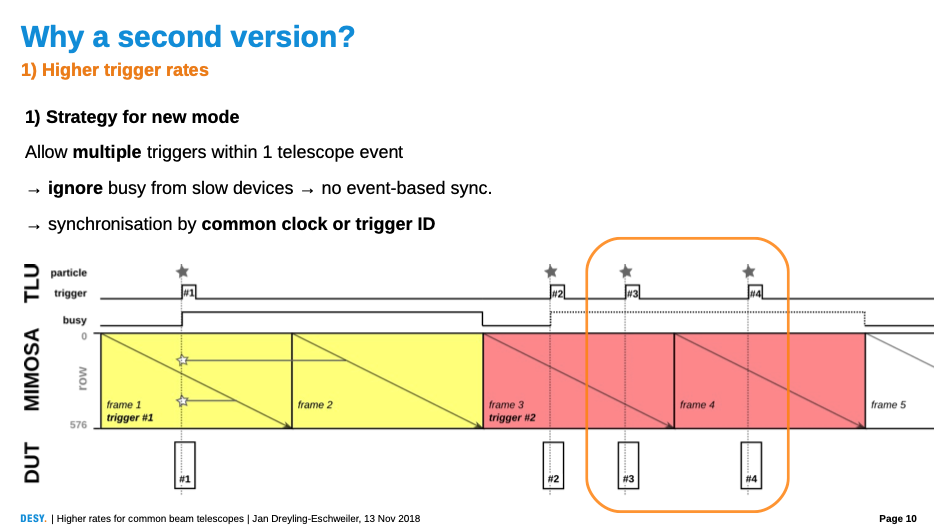 Why a second version?
1) Higher trigger rates
1) Strategy for new mode
Allow multiple triggers within 1 telescope event
→ ignore busy from slow devices → no event-based sync.
→ synchronisation by common clock or trigger ID
TLU
particle
trigger
#1
#2
#3
#4
busy
MIMOSA
0
row
576
frame 1
trigger #1
frame 2
frame 3
trigger #2
frame 4
frame 5
DUT
#1
#2
#3
#4
DESY. | Higher rates for common beam telescopes | Jan Dreyling-Eschweiler, 13 Nov 2018
Page 10